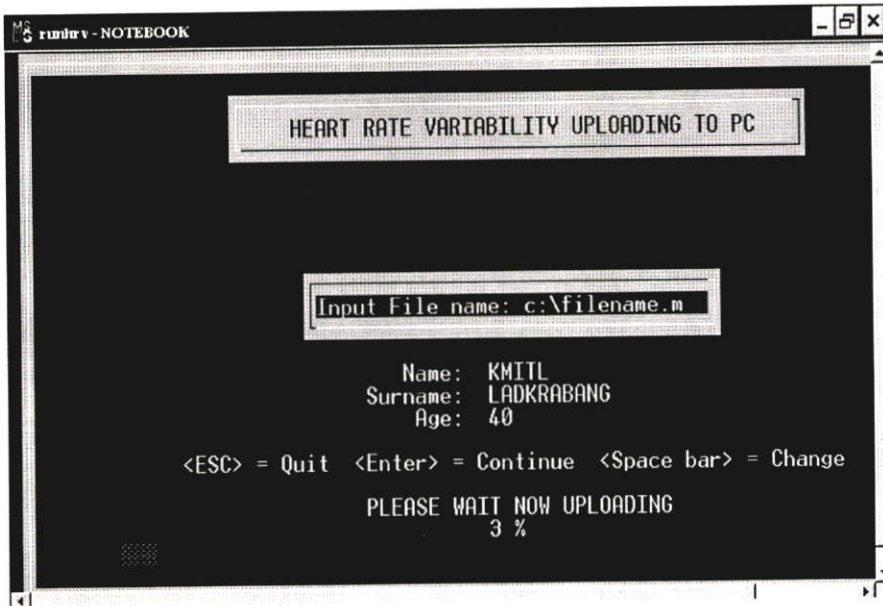 runhrv - NOTEBOOK
HEART RATE VARIABILITY UPLOADING TO PC
Input File name: c:\filename.m
Name: KMITL
Surname: LADKRABANG
Age: 40
<ESC> = Quit <Enter> = Continue <Space bar> = Change
PLEASE WAIT NOW UPLOADING
3 %